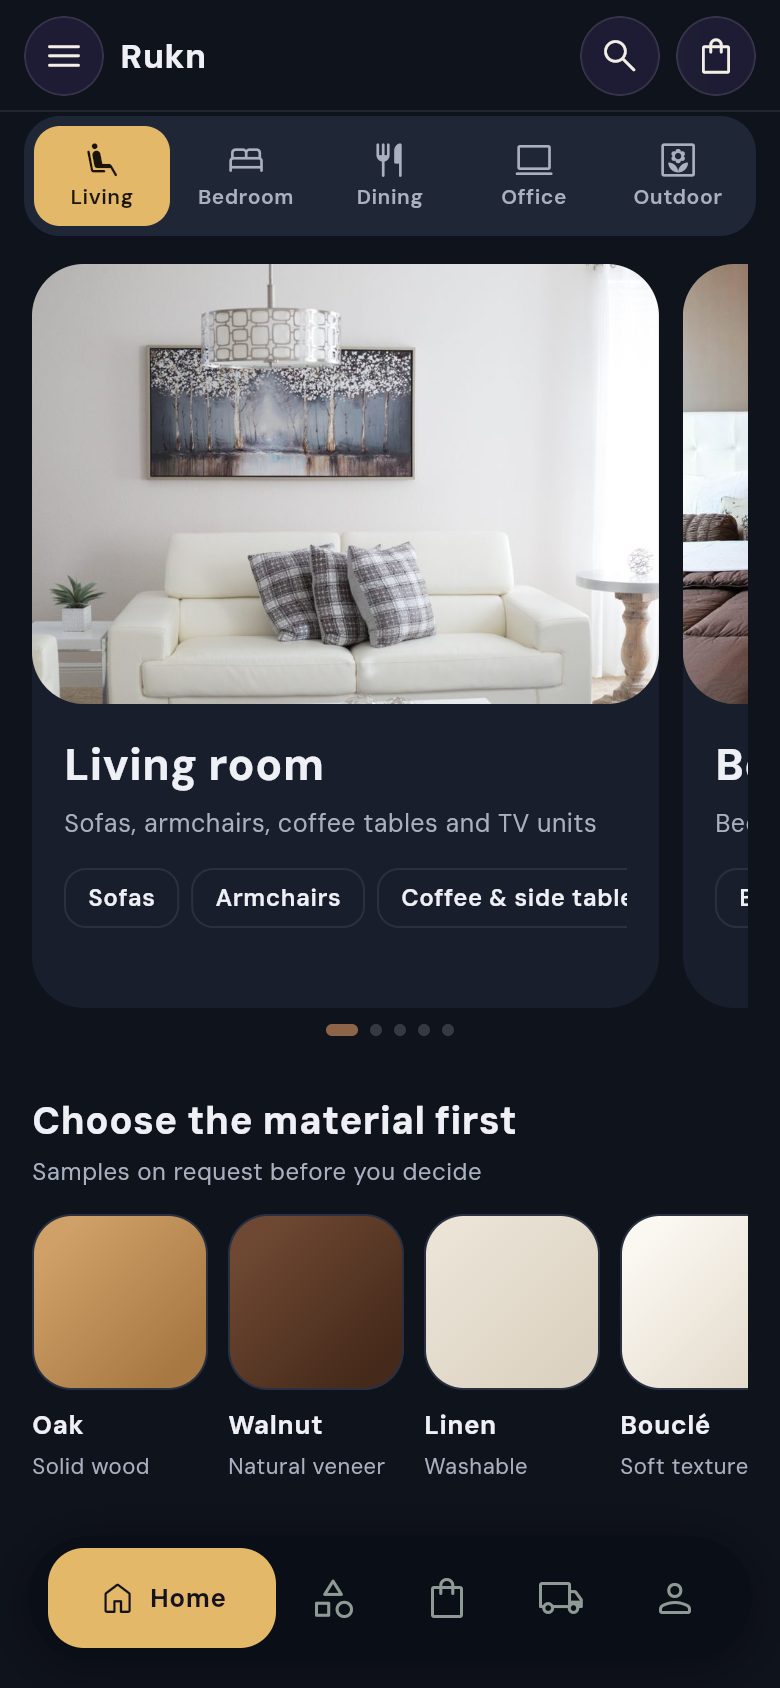 Rukn
Living Bedroom Dining Office Outdoor
Living room
Sofas, armchairs, coffee tables and TV units
Sofas Armchairs Coffee & side table
Choose the material first
Samples on request before you decide
Oak Walnut Linen Bouclé
Solid wood Natural veneer Washable Soft texture
Home